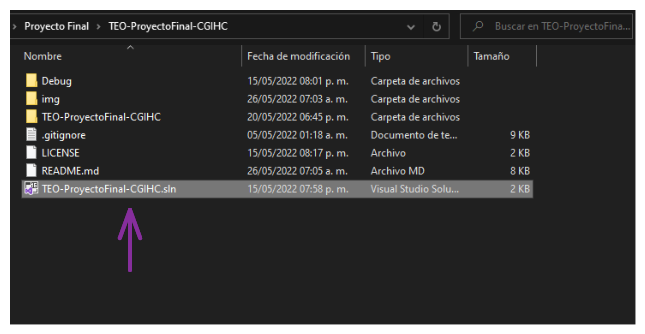 Proyecto Final > TEO-ProyectoFinal-CGIHC Buscar en TEO-ProyectoFina...
Nombre Fecha de modificación Tipo Tamaño
Debug 15/05/2022 08:01 p. m. Carpeta de archivos
img 26/05/2022 07:03 a. m. Carpeta de archivos
TEO-ProyectoFinal-CGIHC 20/05/2022 06:45 p. m. Carpeta de archivos
.gitignore 05/05/2022 01:18 a. m. Documento de te... 9 KB
LICENSE 15/05/2022 08:17 p. m. Archivo 2 KB
README.md 26/05/2022 07:05 a. m. Archivo MD 8 KB
TEO-ProyectoFinal-CGIHC.sln 15/05/2022 07:58 p. m. Visual Studio Solu... 2 KB